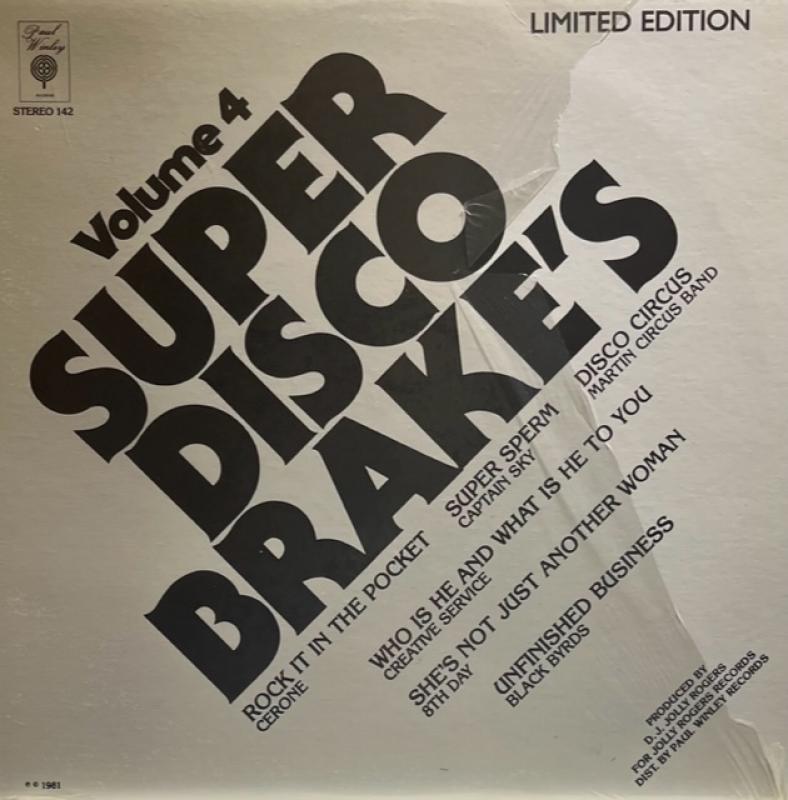 Paul
Winley
STEREO 142
LIMITED EDITION
Volume 4
SUPER
DISCO
BRAKE'S
ROCK IT IN THE POCKET
CERONE
SUPER SPERM
CAPTAIN SKY
DISCO CIRCUS
MARTIN CIRCUS BAND
WHO IS HE AND WHAT IS HE TO YOU
CREATIVE SERVICE
SHE'S NOT JUST ANOTHER WOMAN
8TH DAY
UNFINISHED BUSINESS
BLACK BYRDS
PRODUCED BY
D.J. JOLLY ROGERS
FOR JOLLY ROGERS RECORDS
DIST. BY PAUL WINLEY RECORDS
℗ © 1981